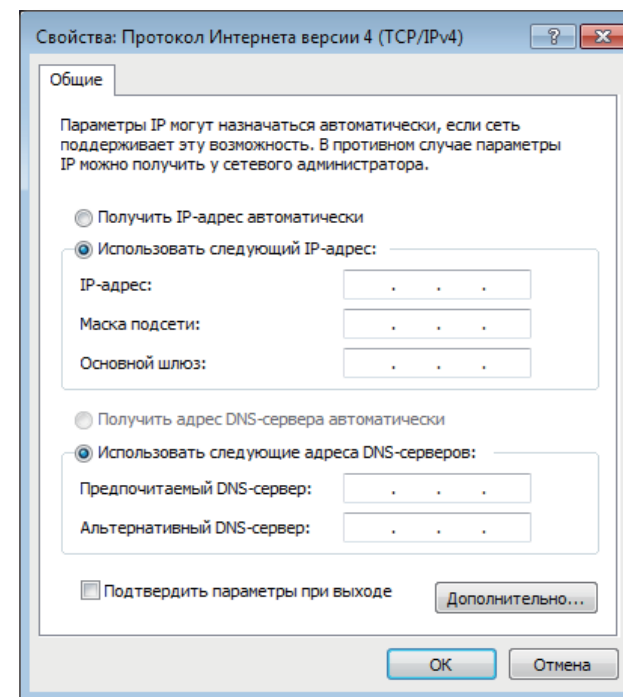 Свойства: Протокол Интернета версии 4 (TCP/IPv4)
Общие
Параметры IP могут назначаться автоматически, если сеть
поддерживает эту возможность. В противном случае параметры
IP можно получить у сетевого администратора.
Получить IP-адрес автоматически
Использовать следующий IP-адрес:
IP-адрес:
Маска подсети:
Основной шлюз:
Получить адрес DNS-сервера автоматически
Использовать следующие адреса DNS-серверов:
Предпочитаемый DNS-сервер:
Альтернативный DNS-сервер:
Подтвердить параметры при выходе
Дополнительно...
ОК
Отмена